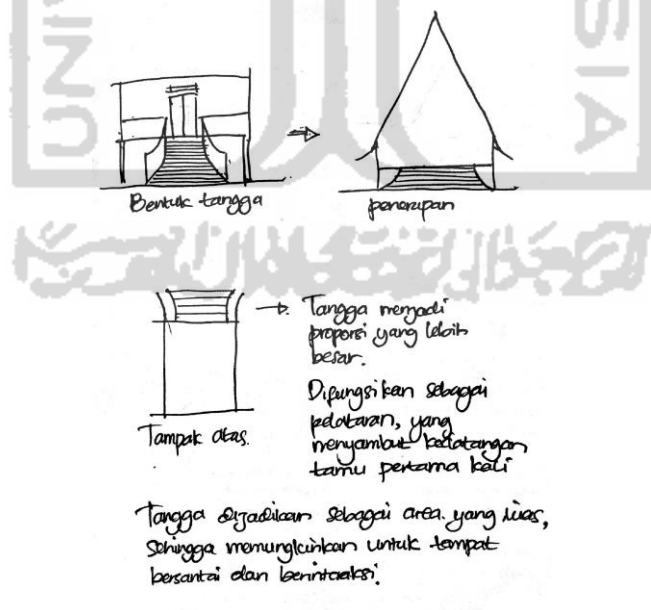 Bentuk tangga
penerapan
Tangga menjadi
proporsi yang lebih
besar.
Difungsikan sebagai
pelataran, yang
menyambut kedatangan
tamu pertama kali
Tampak atas.
Tangga dijadikan sebagai area yang luas,
Sehingga memungkinkan untuk tempat
bersantai dan berinteraksi.